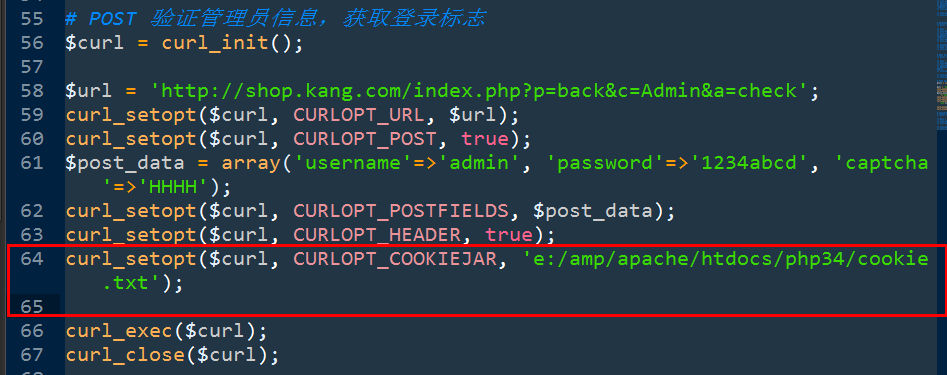 55 # POST 验证管理员信息，获取登录标志
56 $curl = curl_init();
57
58 $url = 'http://shop.kang.com/index.php?p=back&c=Admin&a=check';
59 curl_setopt($curl, CURLOPT_URL, $url);
60 curl_setopt($curl, CURLOPT_POST, true);
61 $post_data = array('username'=>'admin', 'password'=>'1234abcd', 'captcha
'=>'HHHH');
62 curl_setopt($curl, CURLOPT_POSTFIELDS, $post_data);
63 curl_setopt($curl, CURLOPT_HEADER, true);
64 curl_setopt($curl, CURLOPT_COOKIEJAR, 'e:/amp/apache/htdocs/php34/cookie
.txt');
65
66 curl_exec($curl);
67 curl_close($curl);